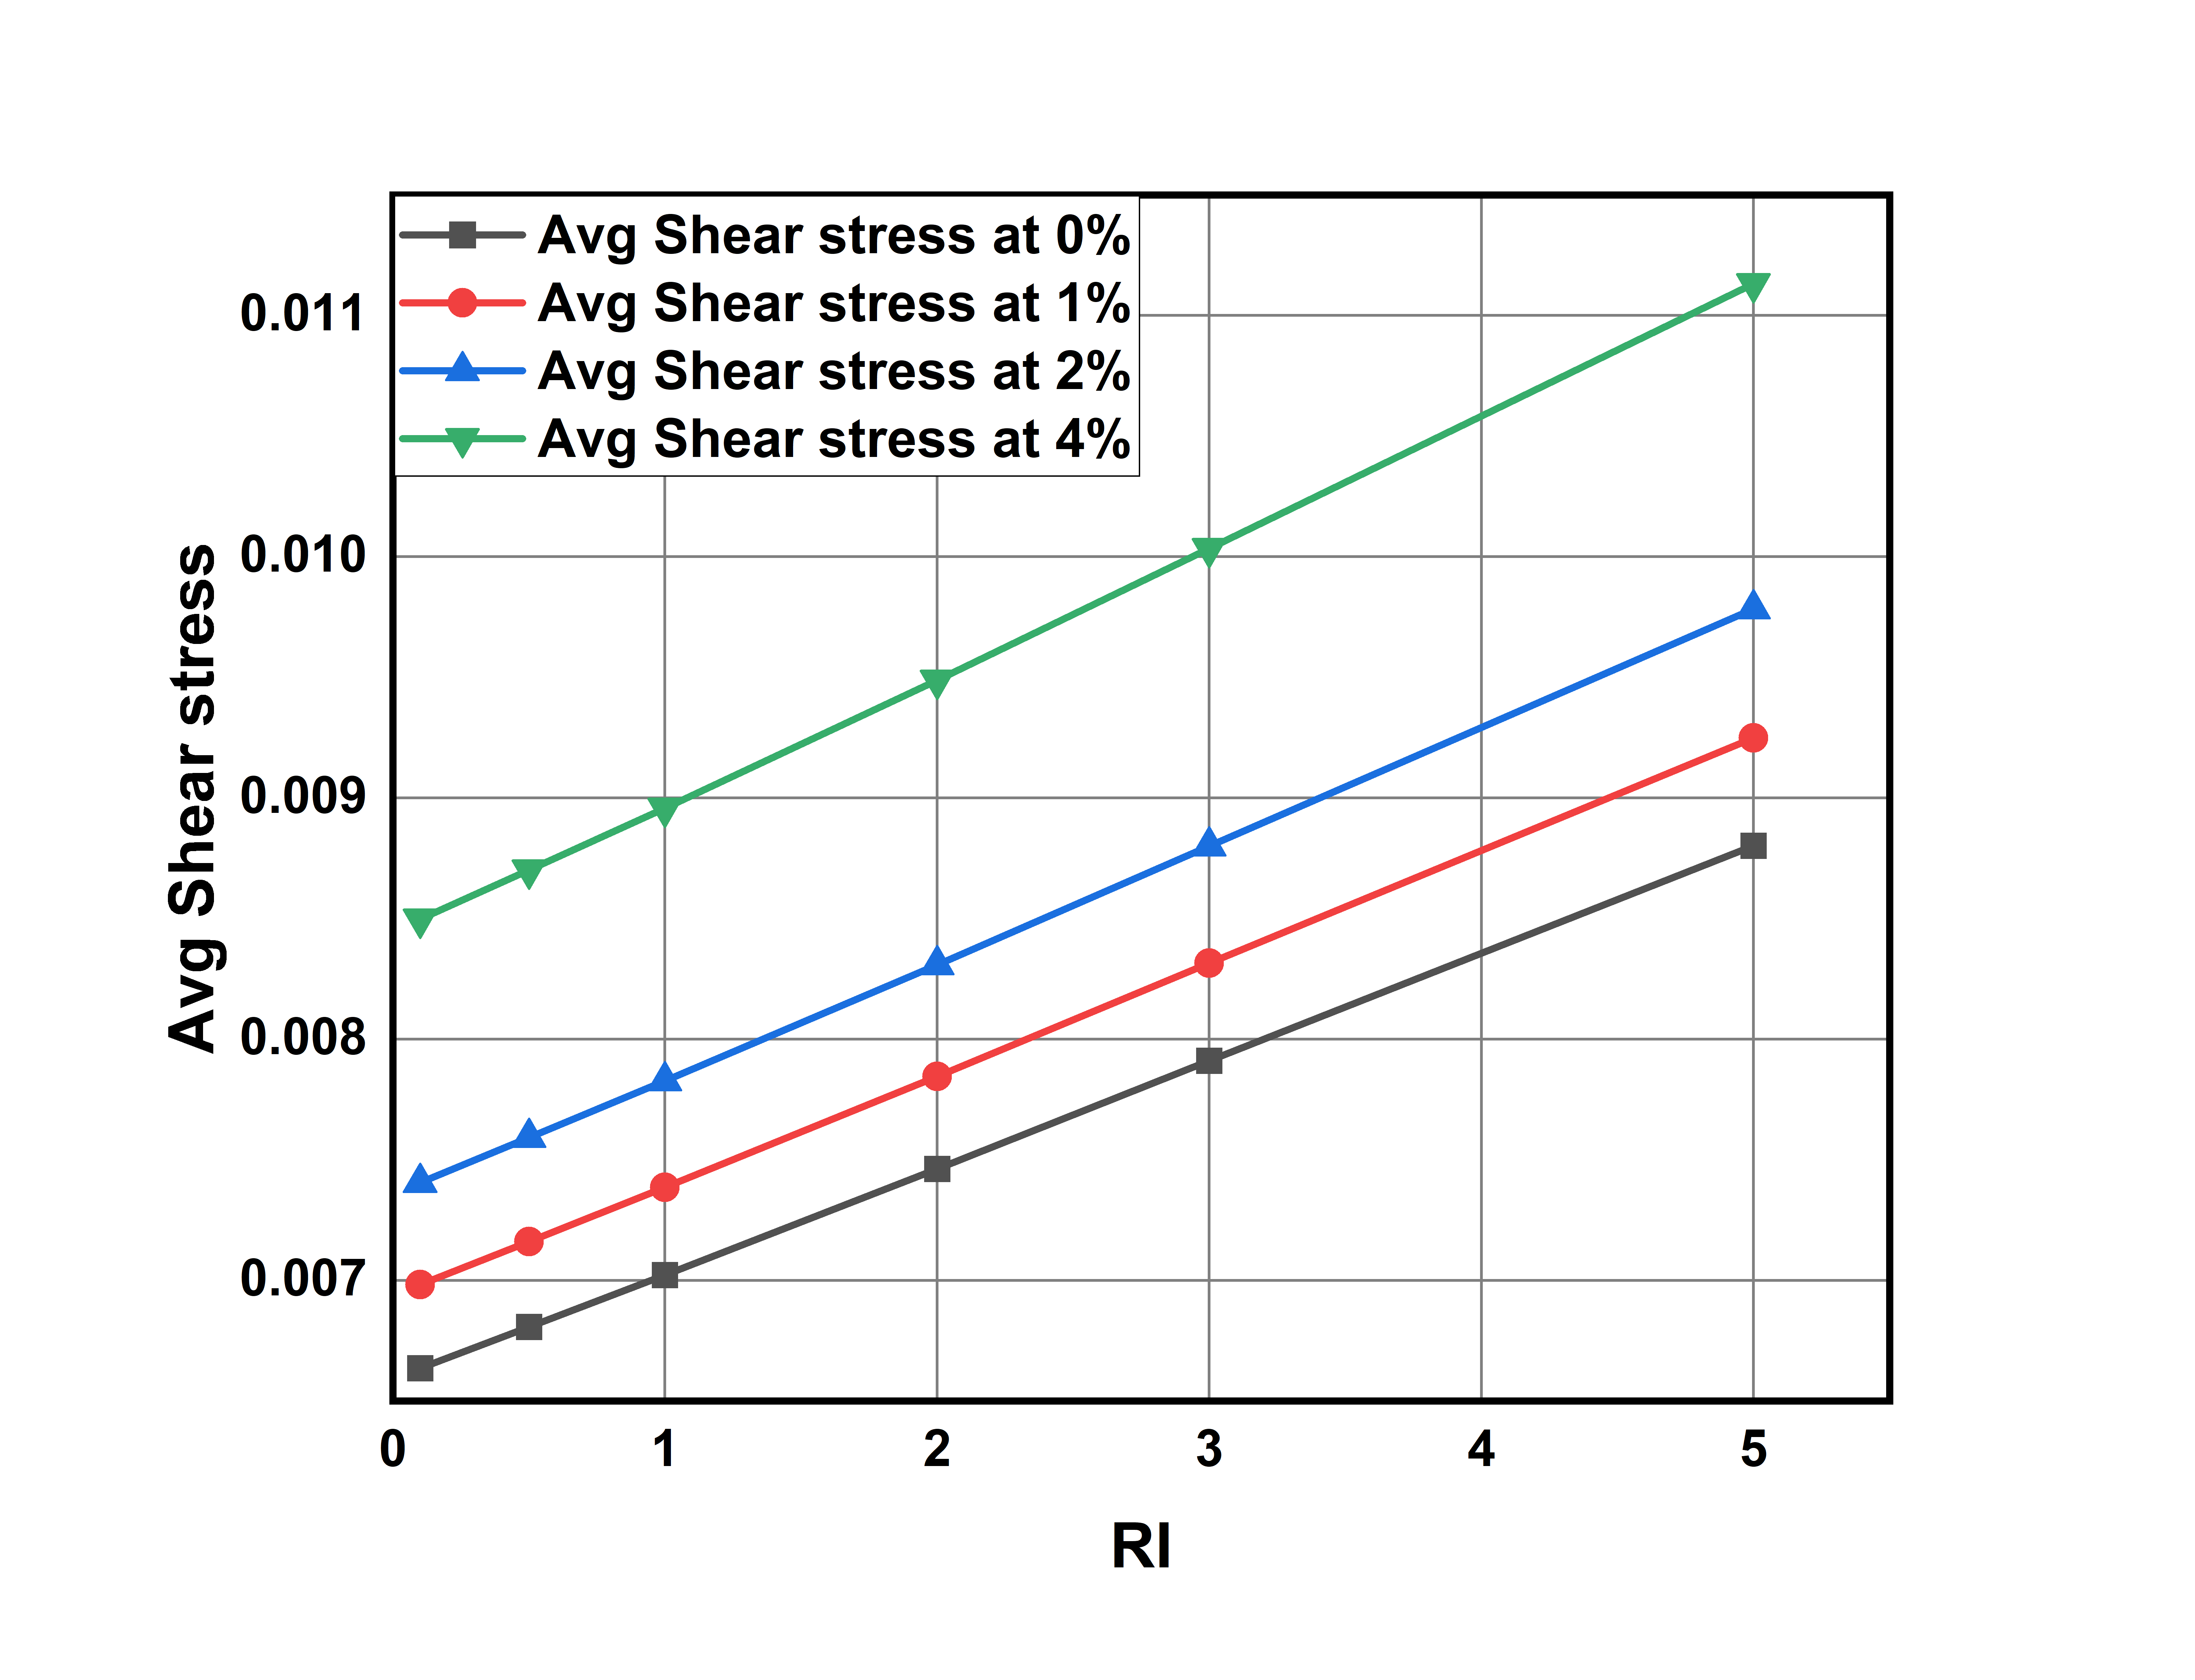 Avg Shear stress at 0%
Avg Shear stress at 1%
Avg Shear stress at 2%
Avg Shear stress at 4%
0.011
0.010
0.009
0.008
0.007
Avg Shear stress
0 1 2 3 4 5
RI